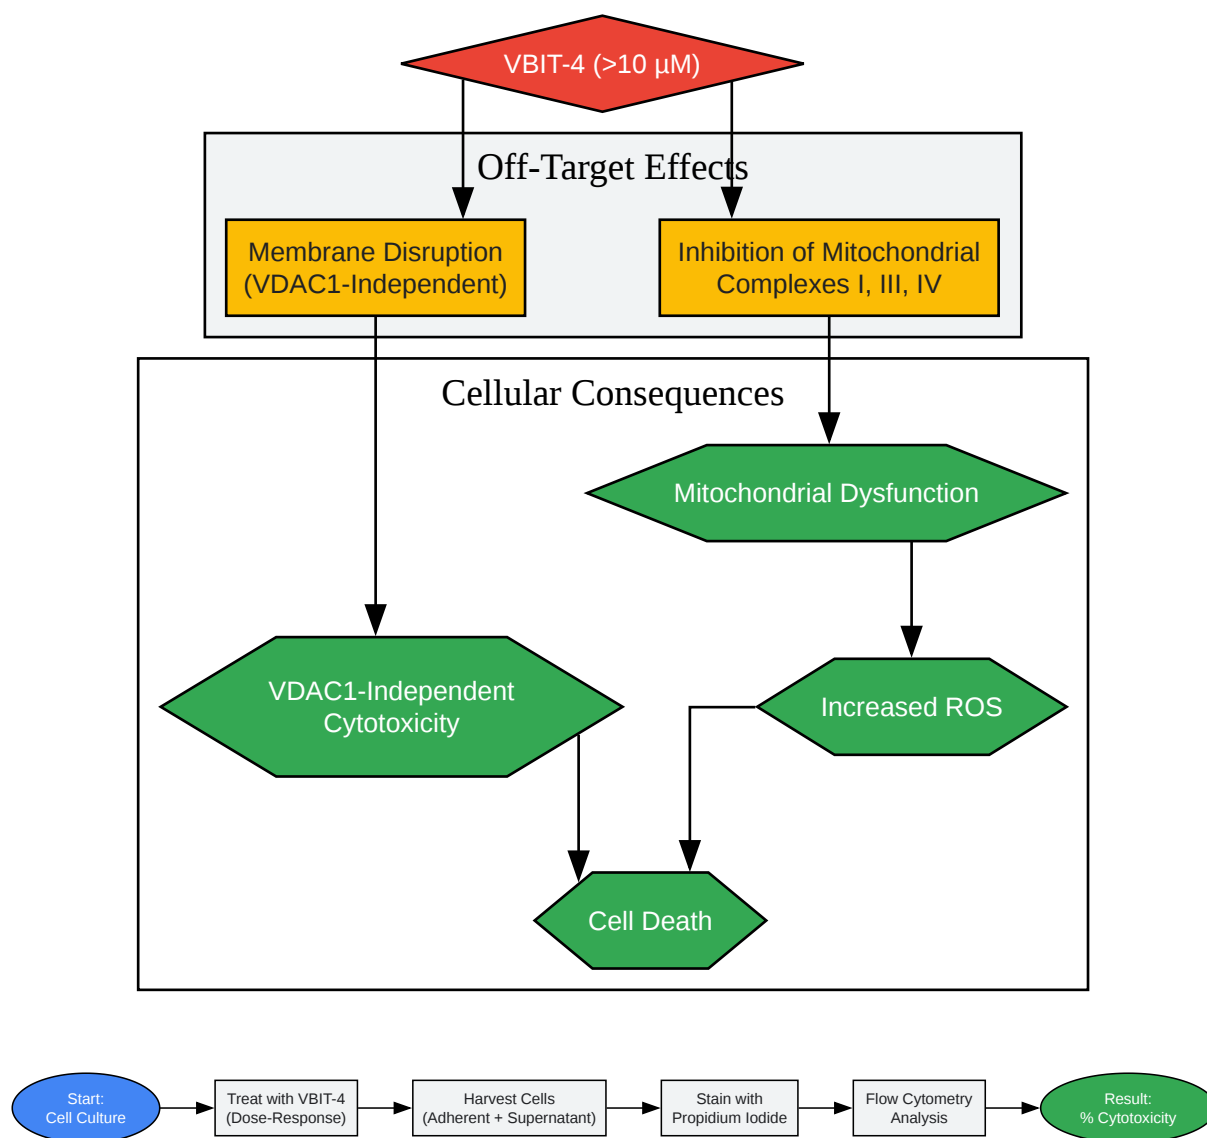 VBIT-4 (>10 µM)
Off-Target Effects
Membrane Disruption
(VDAC1-Independent)
Inhibition of Mitochondrial
Complexes I, III, IV
Cellular Consequences
Mitochondrial Dysfunction
VDAC1-Independent
Cytotoxicity
Increased ROS
Cell Death
Start:
Cell Culture
Treat with VBIT-4
(Dose-Response)
Harvest Cells
(Adherent + Supernatant)
Stain with
Propidium Iodide
Flow Cytometry
Analysis
Result:
% Cytotoxicity